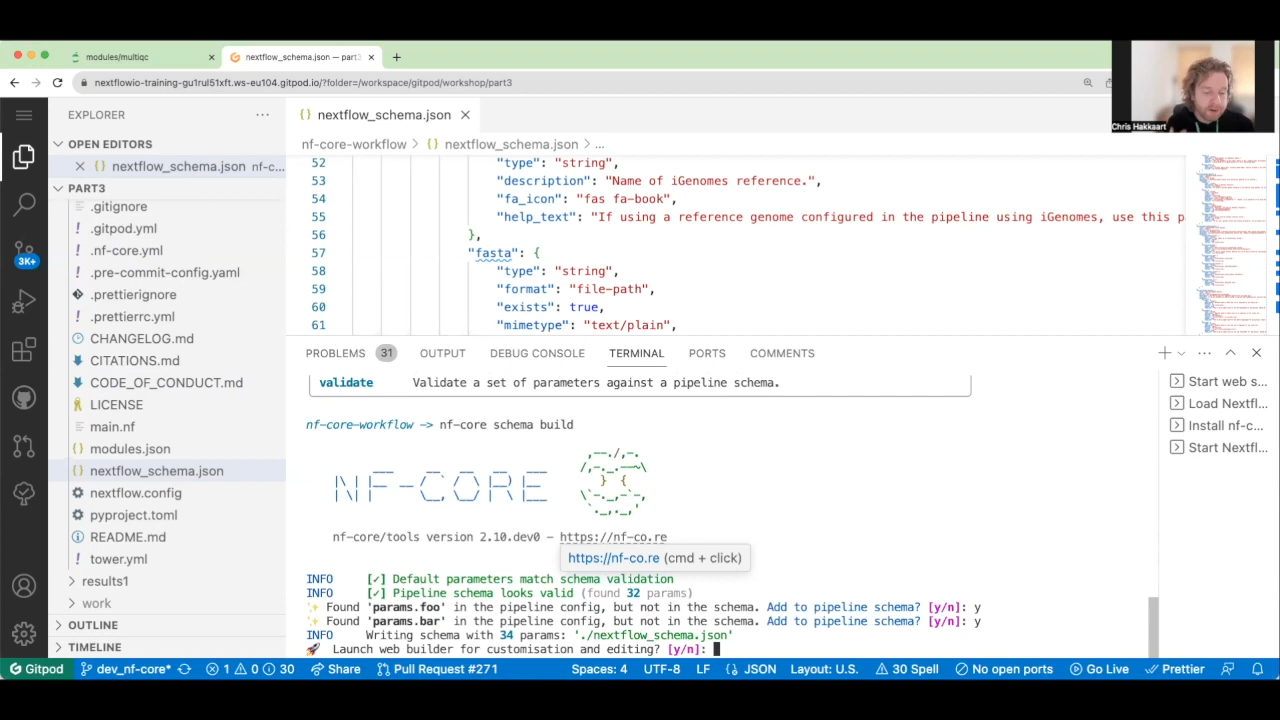 modules/multiqc
nextflow_schema.json — part3
nextflowio-training-gu1rul51xft.ws-eu104.gitpod.io/?folder=/workspace/gitpod/workshop/part3
Chris Hakkaart
EXPLORER
OPEN EDITORS
nextflow_schema.json nf-c...
PART3
.gitignore
.gitpod.yml
.nf-core.yml
.pre-commit-config.yaml
.prettierignore
.prettierrc.yml
CHANGELOG.md
CITATIONS.md
CODE_OF_CONDUCT.md
LICENSE
main.nf
modules.json
nextflow_schema.json
nextflow.config
pyproject.toml
README.md
tower.yml
results1
work
OUTLINE
TIMELINE
3K+
nextflow_schema.json
nf-core-workflow > nextflow_schema.json > ...
52 "type": "string",
53 "description": "Name of iGenomes reference.",
54 "fa_icon": "fas fa-book",
55 "help_text": "If using a reference genome configured in the pipeline using iGenomes, use this p
56 },
57 "fasta
58 "type": "string",
59 "format": "file-path",
60 "exists": true,
61 "mimetype": "text/plain",
PROBLEMS 31 OUTPUT DEBUG CONSOLE TERMINAL PORTS COMMENTS
validate Validate a set of parameters against a pipeline schema.
nf-core-workflow -> nf-core schema build
NF-CORE
nf-core/tools version 2.10.dev0 – https://nf-co.re
https://nf-co.re (cmd + click)
INFO [✓] Default parameters match schema validation
INFO [✓] Pipeline schema looks valid (found 32 params)
✨ Found 'params.foo' in the pipeline config, but not in the schema. Add to pipeline schema? [y/n]: y
✨ Found 'params.bar' in the pipeline config, but not in the schema. Add to pipeline schema? [y/n]: y
INFO Writing schema with 34 params: './nextflow_schema.json'
🚀 Launch web builder for customisation and editing? [y/n]:
Start web s...
Load Nextfl...
Install nf-c...
Start Nextfl...
Gitpod dev_nf-core* Share Pull Request #271 1 0 30 Spaces: 4 UTF-8 LF JSON Layout: U.S. 30 Spell No open ports Go Live Prettier